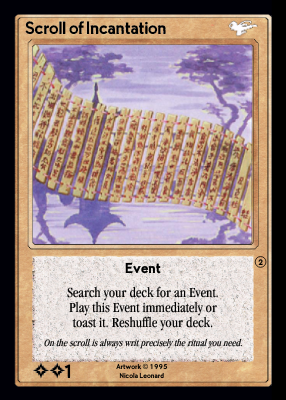 Scroll of Incantation
2
Event
Search your deck for an Event.
Play this Event immediately or
toast it. Reshuffle your deck.
On the scroll is always writ precisely the ritual you need.
1
Artwork © 1995
Nicola Leonard